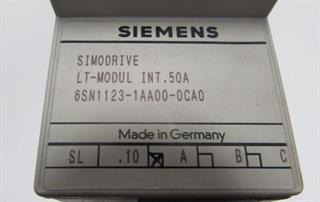 SIEMENS
SIMODRIVE
LT-MODUL INT.50A
6SN1123-1AA00-0CA0
Made in Germany
SL .10 A B C